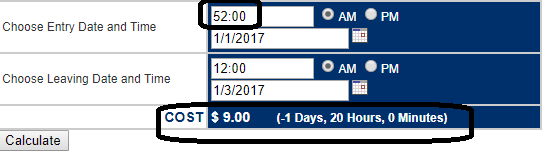 Choose Entry Date and Time
52:00 AM PM
1/1/2017
Choose Leaving Date and Time
12:00 AM PM
1/3/2017
COST $ 9.00 (-1 Days, 20 Hours, 0 Minutes)
Calculate